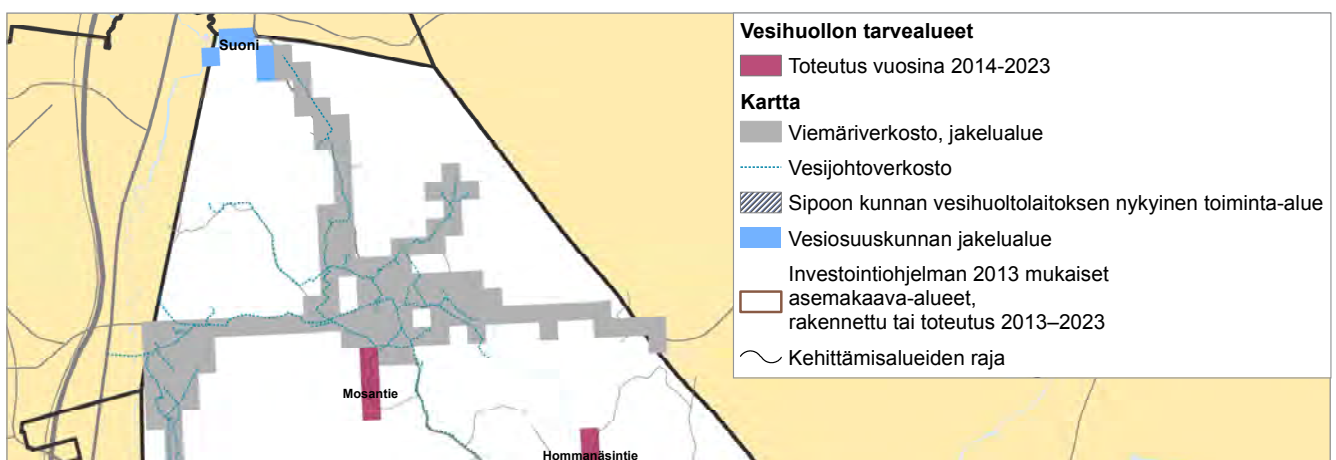 Suoni
Mosantie
Hommanäsintie
Vesihuollon tarvealueet
Toteutus vuosina 2014-2023
Kartta
Viemäriverkosto, jakelualue
Vesijohtoverkosto
Sipoon kunnan vesihuoltolaitoksen nykyinen toiminta-alue
Vesiosuuskunnan jakelualue
Investointiohjelman 2013 mukaiset
asemakaava-alueet,
rakennettu tai toteutus 2013–2023
Kehittämisalueiden raja